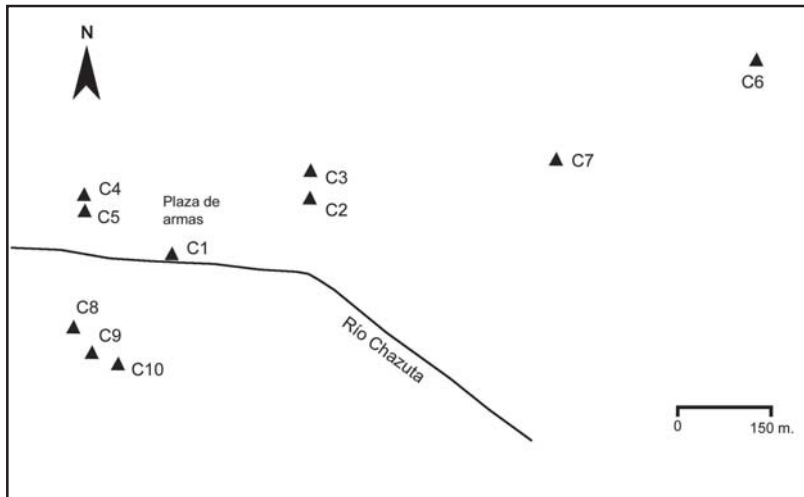 N
C6
C3
C7
C4
C2
Plaza de
armas
C5
C1
C8
C9
Río Chazuta
C10
0 150 m.